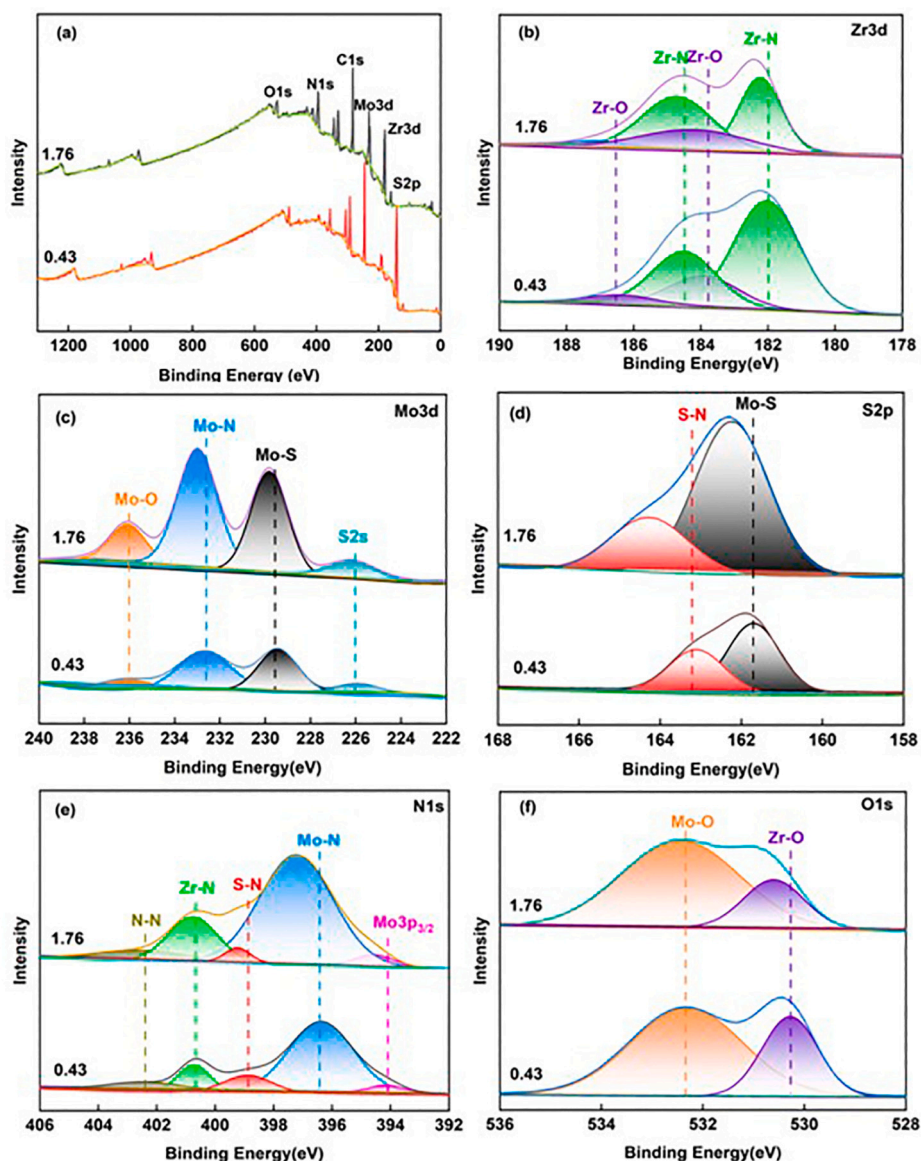 (a)
C1s
N1s
O1s
Mo3d
Zr3d
S2p
1.76
0.43
Intensity
1200 1000 800 600 400 200 0
Binding Energy (eV)
(b)
Zr3d
Zr-N
Zr-O
Zr-N
Zr-O
1.76
0.43
Intensity
190 188 186 184 182 180 178
Binding Energy(eV)
(c)
Mo3d
Mo-N
Mo-S
Mo-O
S2s
1.76
0.43
Intensity
240 238 236 234 232 230 228 226 224 222
Binding Energy(eV)
(d)
S2p
S-N
Mo-S
1.76
0.43
Intensity
168 166 164 162 160 158
Binding Energy(eV)
(e)
N1s
Mo-N
Zr-N
S-N
N-N
Mo3p3/2
1.76
0.43
Intensity
406 404 402 400 398 396 394 392
Binding Energy(eV)
(f)
O1s
Mo-O
Zr-O
1.76
0.43
Intensity
536 534 532 530 528
Binding Energy(eV)